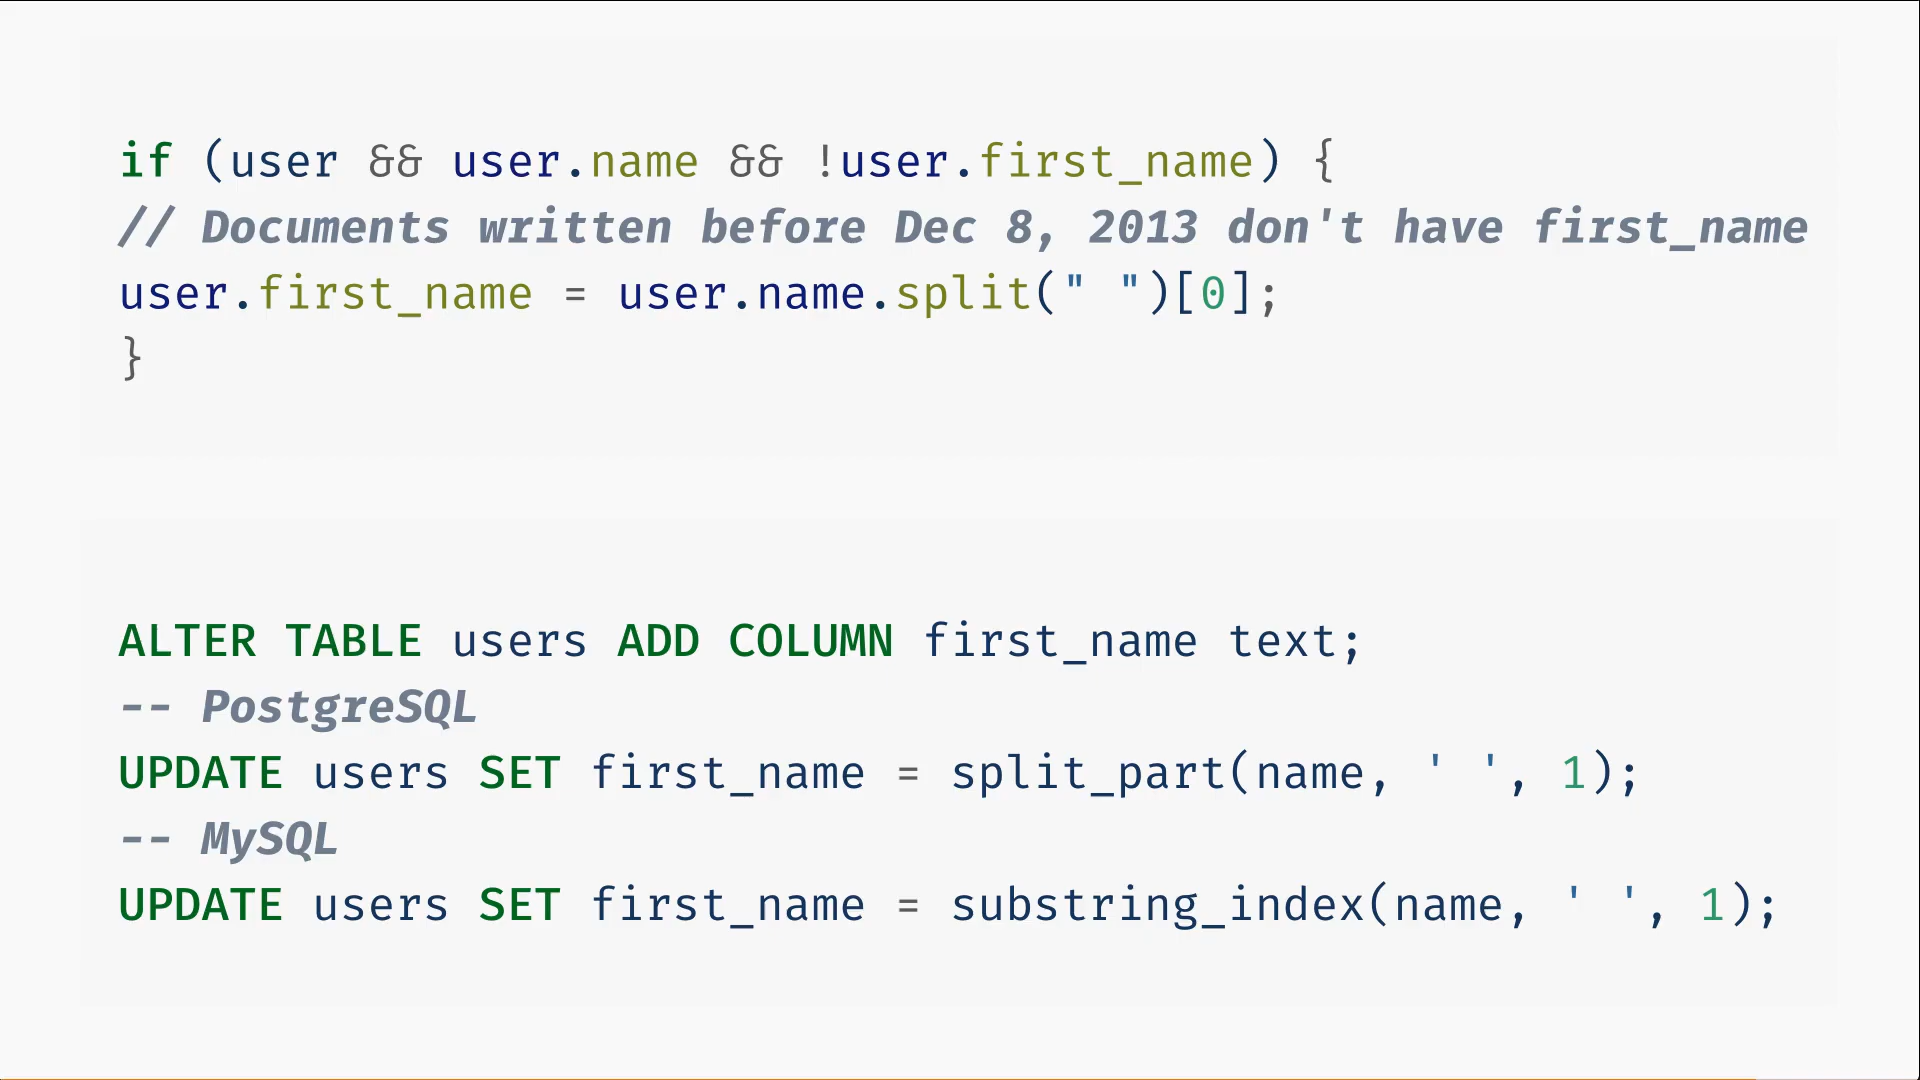 if (user && user.name && !user.first_name) {
// Documents written before Dec 8, 2013 don't have first_name
user.first_name = user.name.split(" ")[0];
}
ALTER TABLE users ADD COLUMN first_name text;
-- PostgreSQL
UPDATE users SET first_name = split_part(name, ' ', 1);
-- MySQL
UPDATE users SET first_name = substring_index(name, ' ', 1);